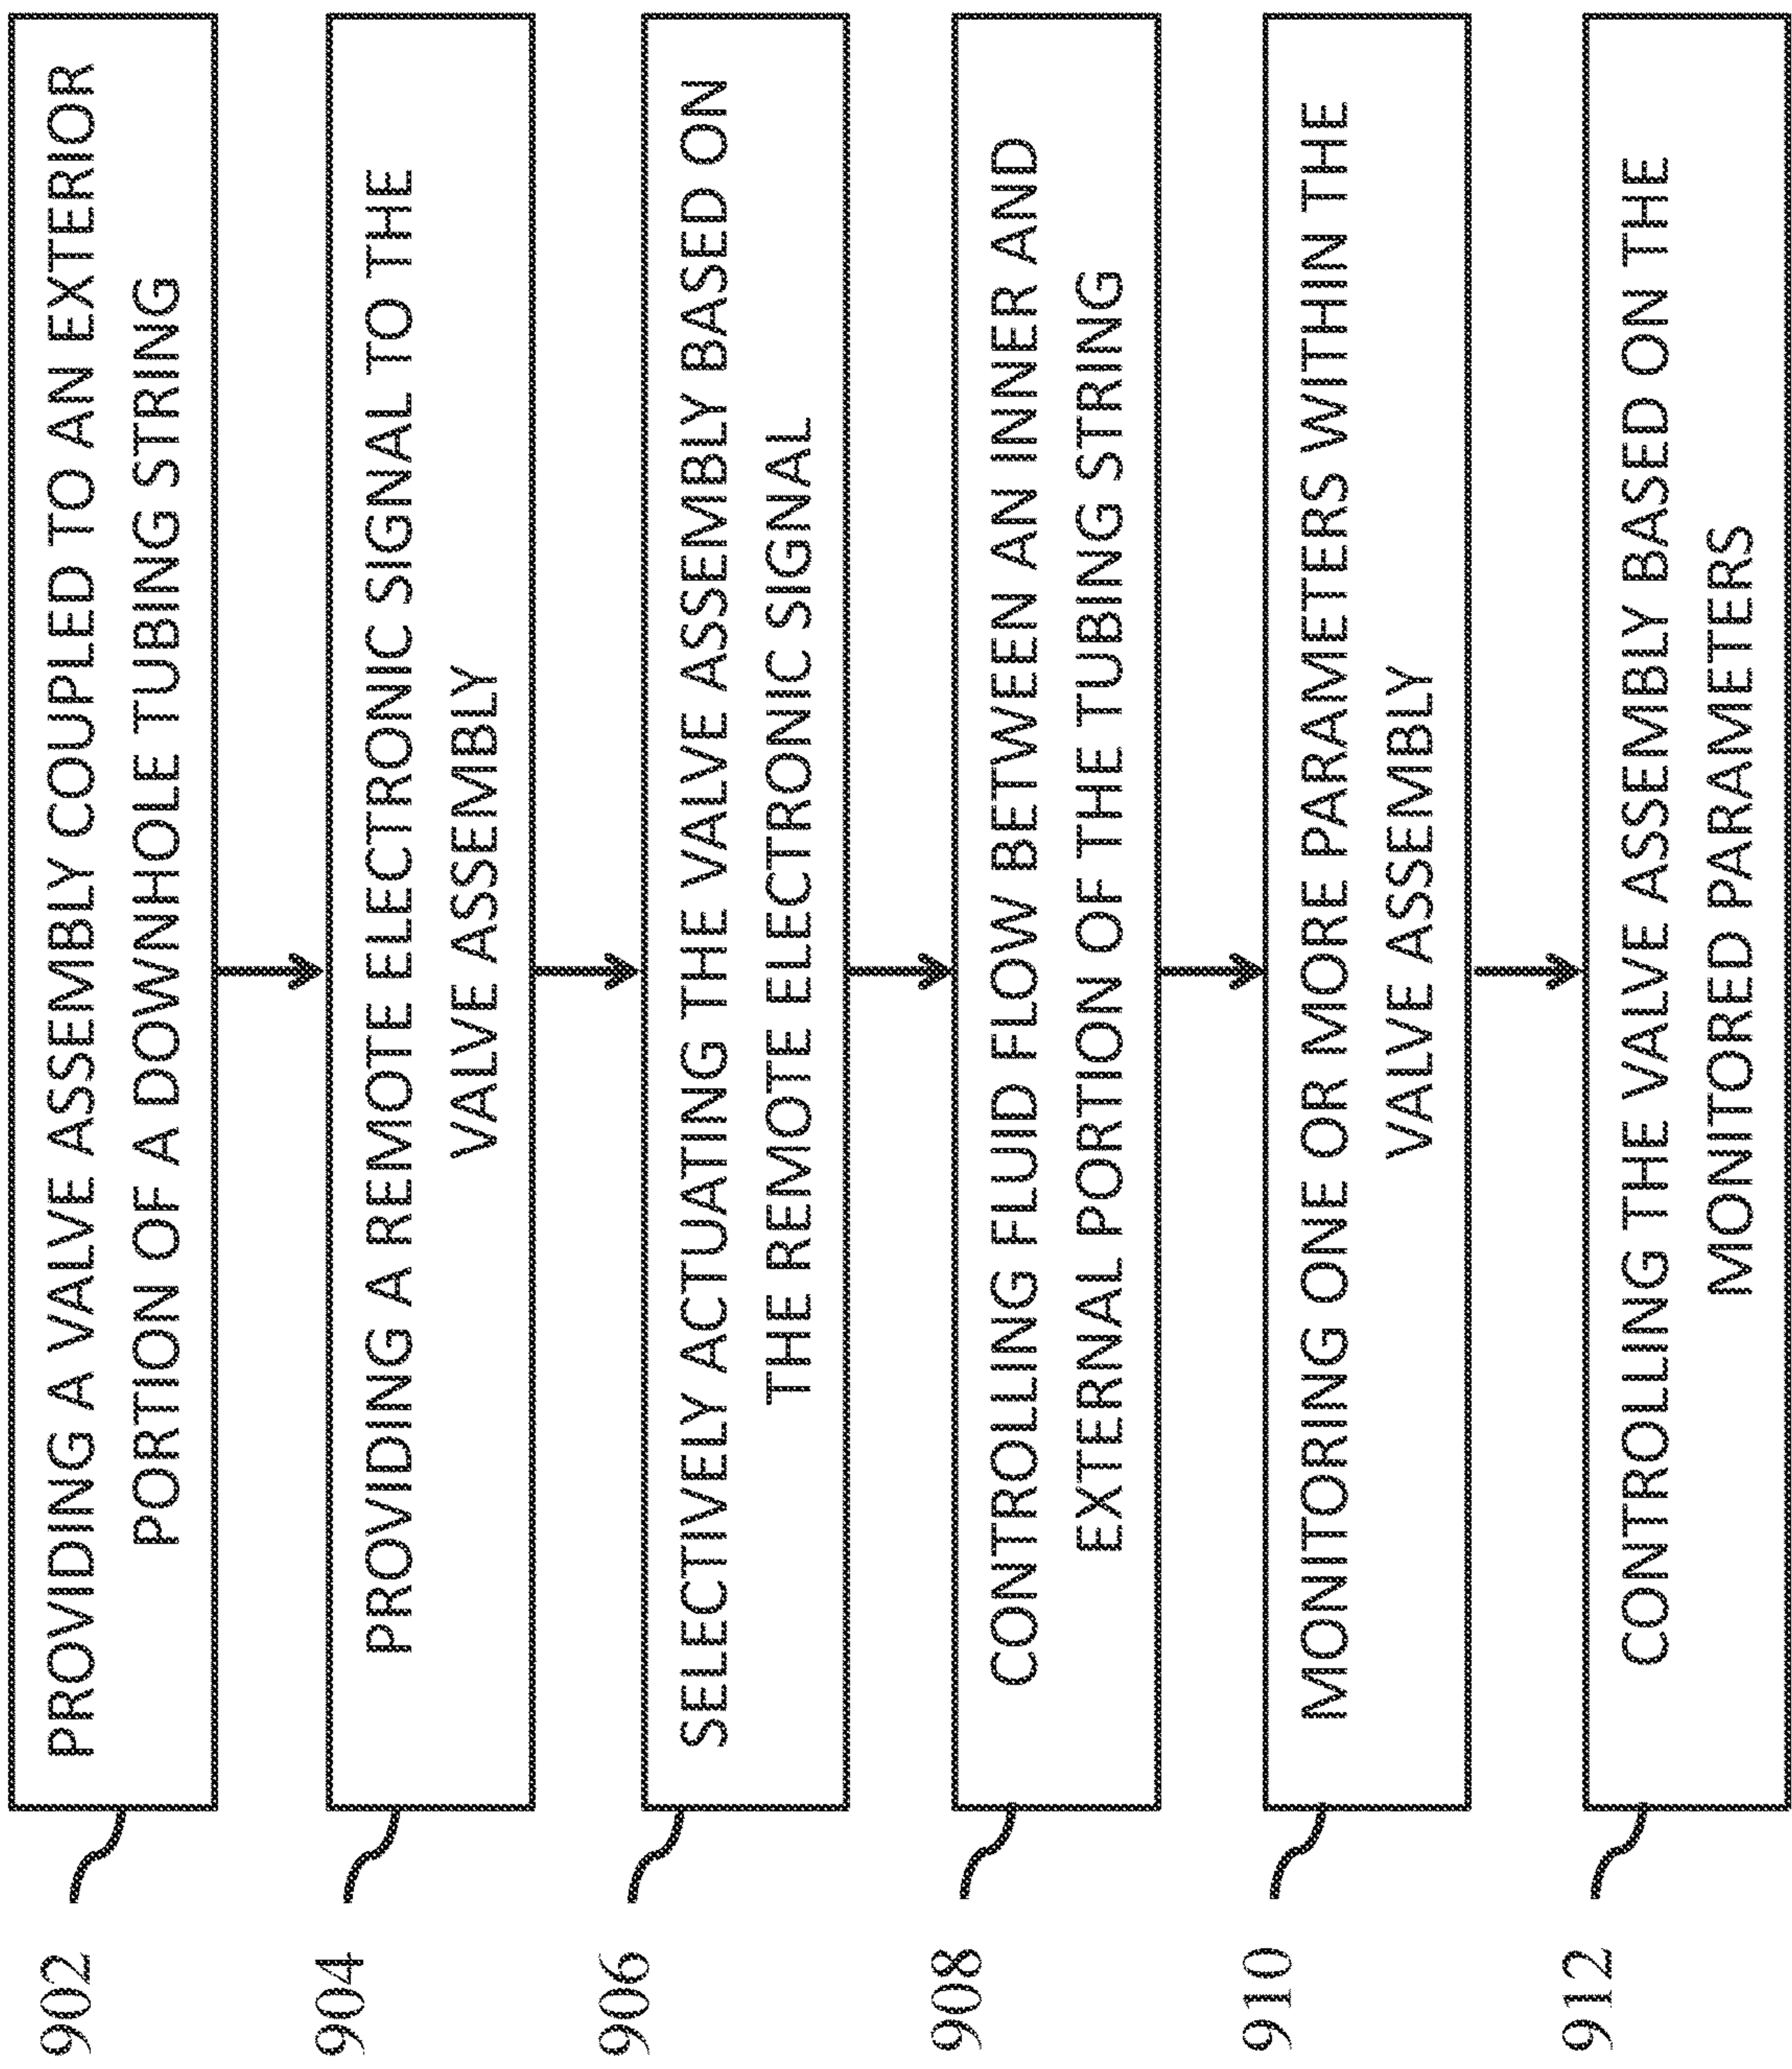 902
PROVIDING A VALVE ASSEMBLY COUPLED TO AN EXTERIOR
PORTION OF A DOWNHOLE TUBING STRING
904
PROVIDING A REMOTE ELECTRONIC SIGNAL TO THE
VALVE ASSEMBLY
906
SELECTIVELY ACTUATING THE VALVE ASSEMBLY BASED ON
THE REMOTE ELECTRONIC SIGNAL
908
CONTROLLING FLUID FLOW BETWEEN AN INNER AND
EXTERNAL PORTION OF THE TUBING STRING
910
MONITORING ONE OR MORE PARAMETERS WITHIN THE
VALVE ASSEMBLY
912
CONTROLLING THE VALVE ASSEMBLY BASED ON THE
MONITORED PARAMETERS